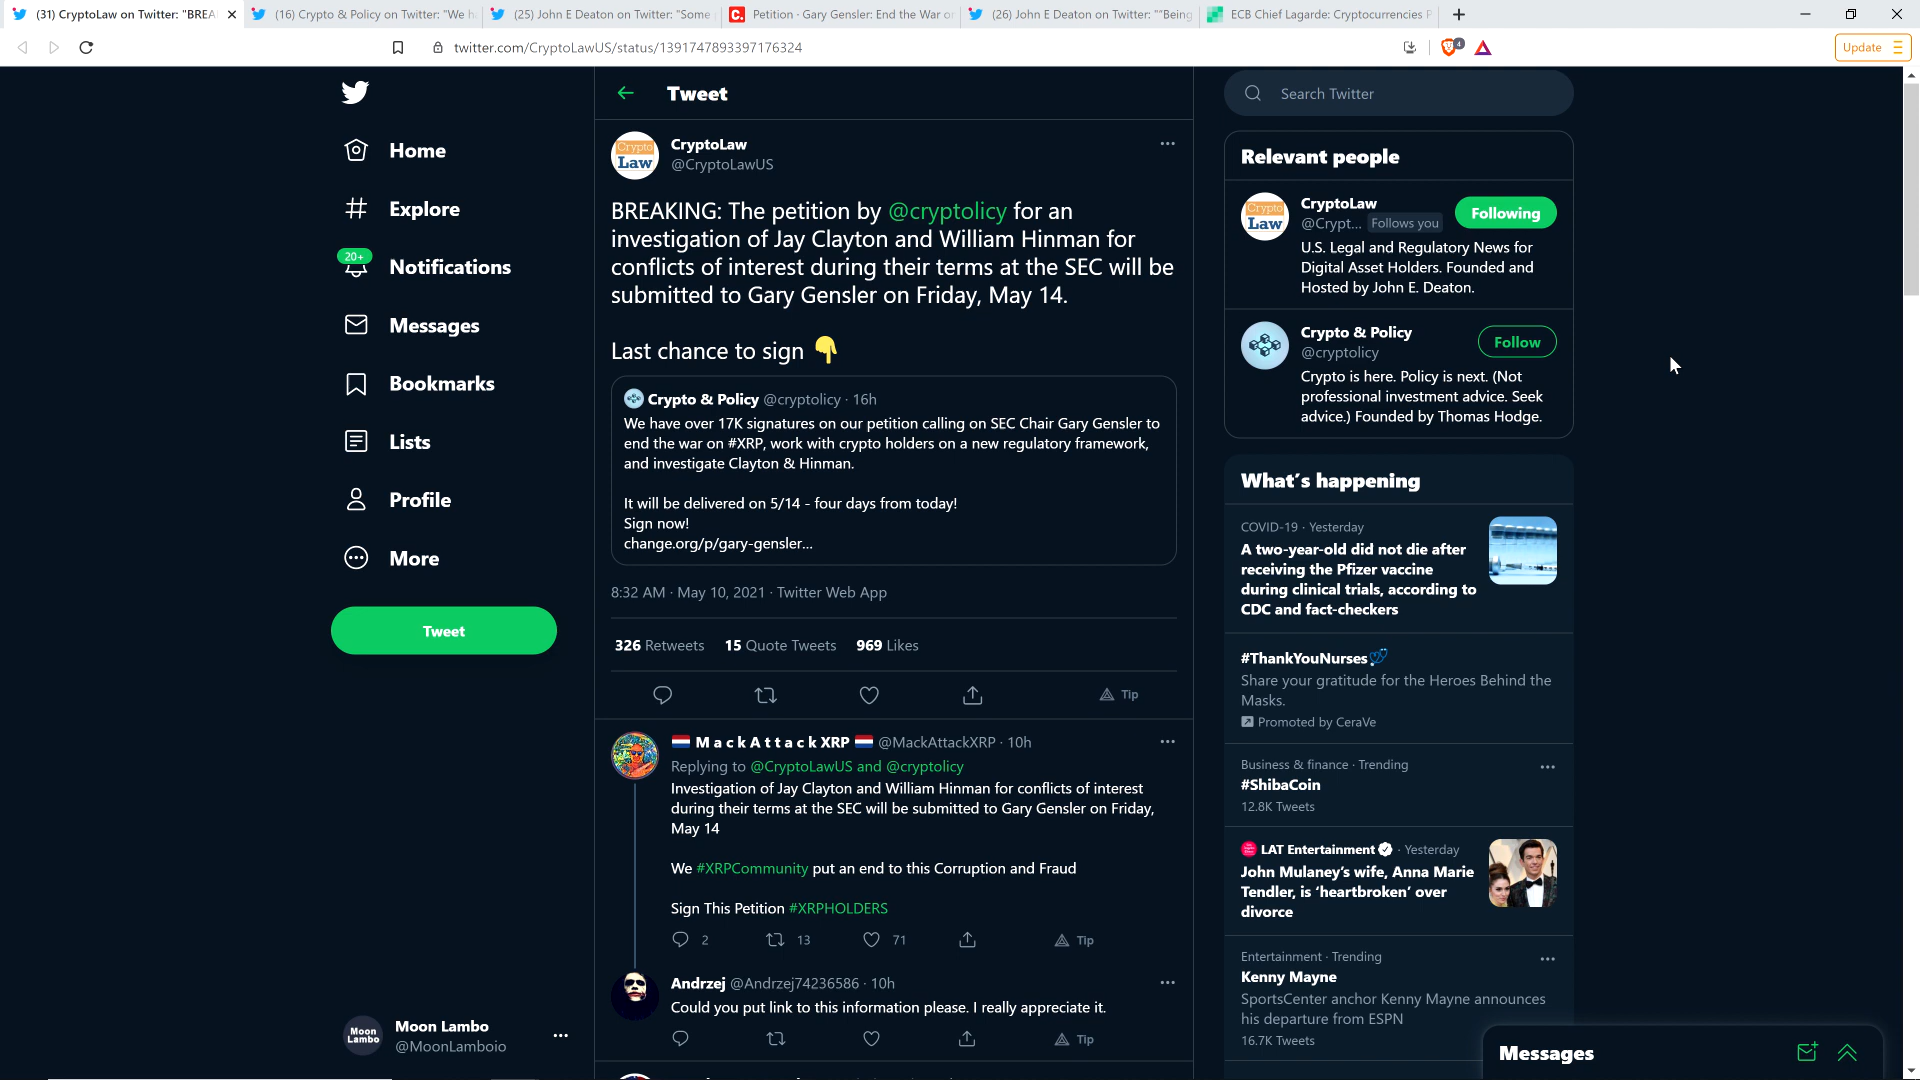 (31) CryptoLaw on Twitter: "BREA
(16) Crypto & Policy on Twitter: "We h
(25) John E Deaton on Twitter: "Some
Petition · Gary Gensler: End the War o
(26) John E Deaton on Twitter: ""Being
ECB Chief Lagarde: Cryptocurrencies P
twitter.com/CryptoLawUS/status/1391747893397176324
4
Update
Home
Explore
20+
Notifications
Messages
Bookmarks
Lists
Profile
More
Tweet
Moon Lambo
Moon Lambo
@MoonLamboio
Tweet
Crypto
Law
CryptoLaw
@CryptoLawUS
BREAKING: The petition by @cryptolicy for an
investigation of Jay Clayton and William Hinman for
conflicts of interest during their terms at the SEC will be
submitted to Gary Gensler on Friday, May 14.
Last chance to sign 👇
Crypto & Policy @cryptolicy · 16h
We have over 17K signatures on our petition calling on SEC Chair Gary Gensler to
end the war on #XRP, work with crypto holders on a new regulatory framework,
and investigate Clayton & Hinman.
It will be delivered on 5/14 - four days from today!
Sign now!
change.org/p/gary-gensler...
8:32 AM · May 10, 2021 · Twitter Web App
326 Retweets 15 Quote Tweets 969 Likes
Tip
M a c k A t t a c k XRP @MackAttackXRP · 10h
Replying to @CryptoLawUS and @cryptolicy
Investigation of Jay Clayton and William Hinman for conflicts of interest
during their terms at the SEC will be submitted to Gary Gensler on Friday,
May 14
We #XRPCommunity put an end to this Corruption and Fraud
Sign This Petition #XRPHOLDERS
2 13 71 Tip
Andrzej @Andrzej74236586 · 10h
Could you put link to this information please. I really appreciate it.
Tip
Search Twitter
Relevant people
Crypto
Law
CryptoLaw
@Crypt... Follows you
Following
U.S. Legal and Regulatory News for
Digital Asset Holders. Founded and
Hosted by John E. Deaton.
Crypto & Policy
@cryptolicy
Follow
Crypto is here. Policy is next. (Not
professional investment advice. Seek
advice.) Founded by Thomas Hodge.
What's happening
COVID-19 · Yesterday
A two-year-old did not die after
receiving the Pfizer vaccine
during clinical trials, according to
CDC and fact-checkers
#ThankYouNurses
Share your gratitude for the Heroes Behind the
Masks.
Promoted by CeraVe
Business & finance · Trending
#ShibaCoin
12.8K Tweets
LAT Entertainment · Yesterday
John Mulaney's wife, Anna Marie
Tendler, is 'heartbroken' over
divorce
Entertainment · Trending
Kenny Mayne
SportsCenter anchor Kenny Mayne announces
his departure from ESPN
16.7K Tweets
Messages